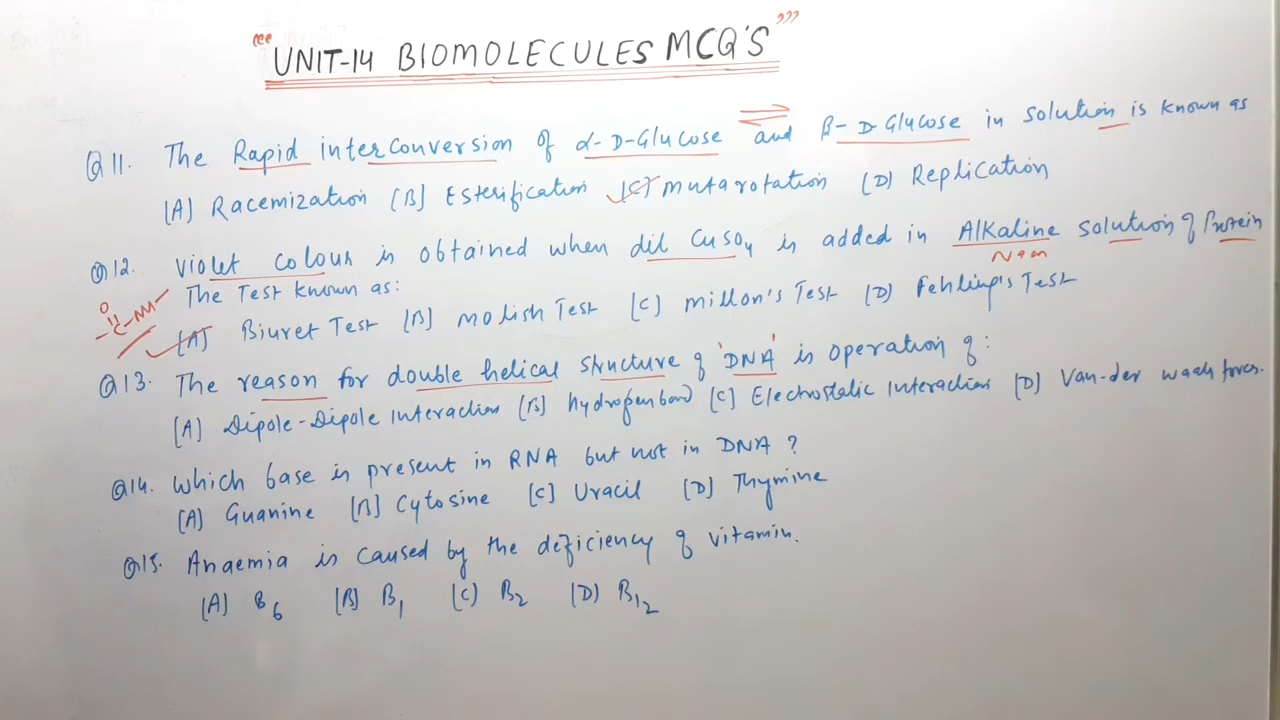 "UNIT-14 BIOMOLECULES MCQ'S"
Q11. The Rapid interconversion of α-D-Glucose ⇌ and β-D Glucose in solution is known as
[A] Racemization [B] Esterification [C] mutarotation [D] Replication
Q12. Violet colour is obtained when dil CuSO4 is added in Alkaline solution of Protein
NaOH
The Test known as:
O
-C-NH-
[A] Biuret Test [B] Molish Test [C] millon's Test [D] Fehling's Test
Q13. The reason for double helical structure of 'DNA' is operation of:
[A] Dipole-Dipole Interaction [B] hydrogen bond [C] Electrostatic Interaction [D] Van-der waals forces.
Q14. Which base is present in RNA but not in DNA?
[A] Guanine [B] Cytosine [C] Uracil [D] Thymine
Q15. Anaemia is caused by the deficiency of vitamin.
[A] B6 [B] B1 [C] B2 [D] B12